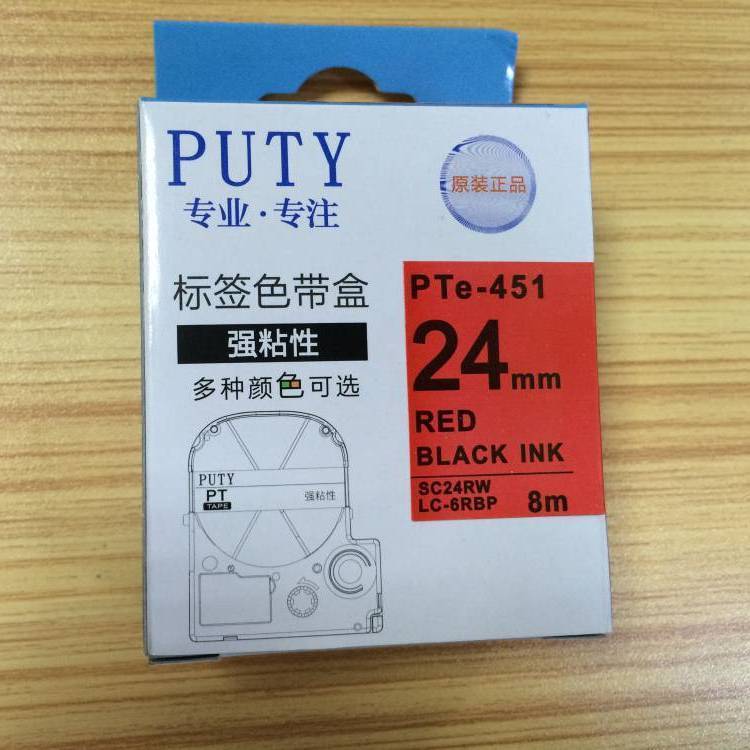 PUTY
专业·专注
原装正品
标签色带盒
强粘性
多种颜色可选
PTe-451
24mm
RED
BLACK INK
SC24RW
LC-6RBP
8m
PUTY
PT
TAPE
强粘性